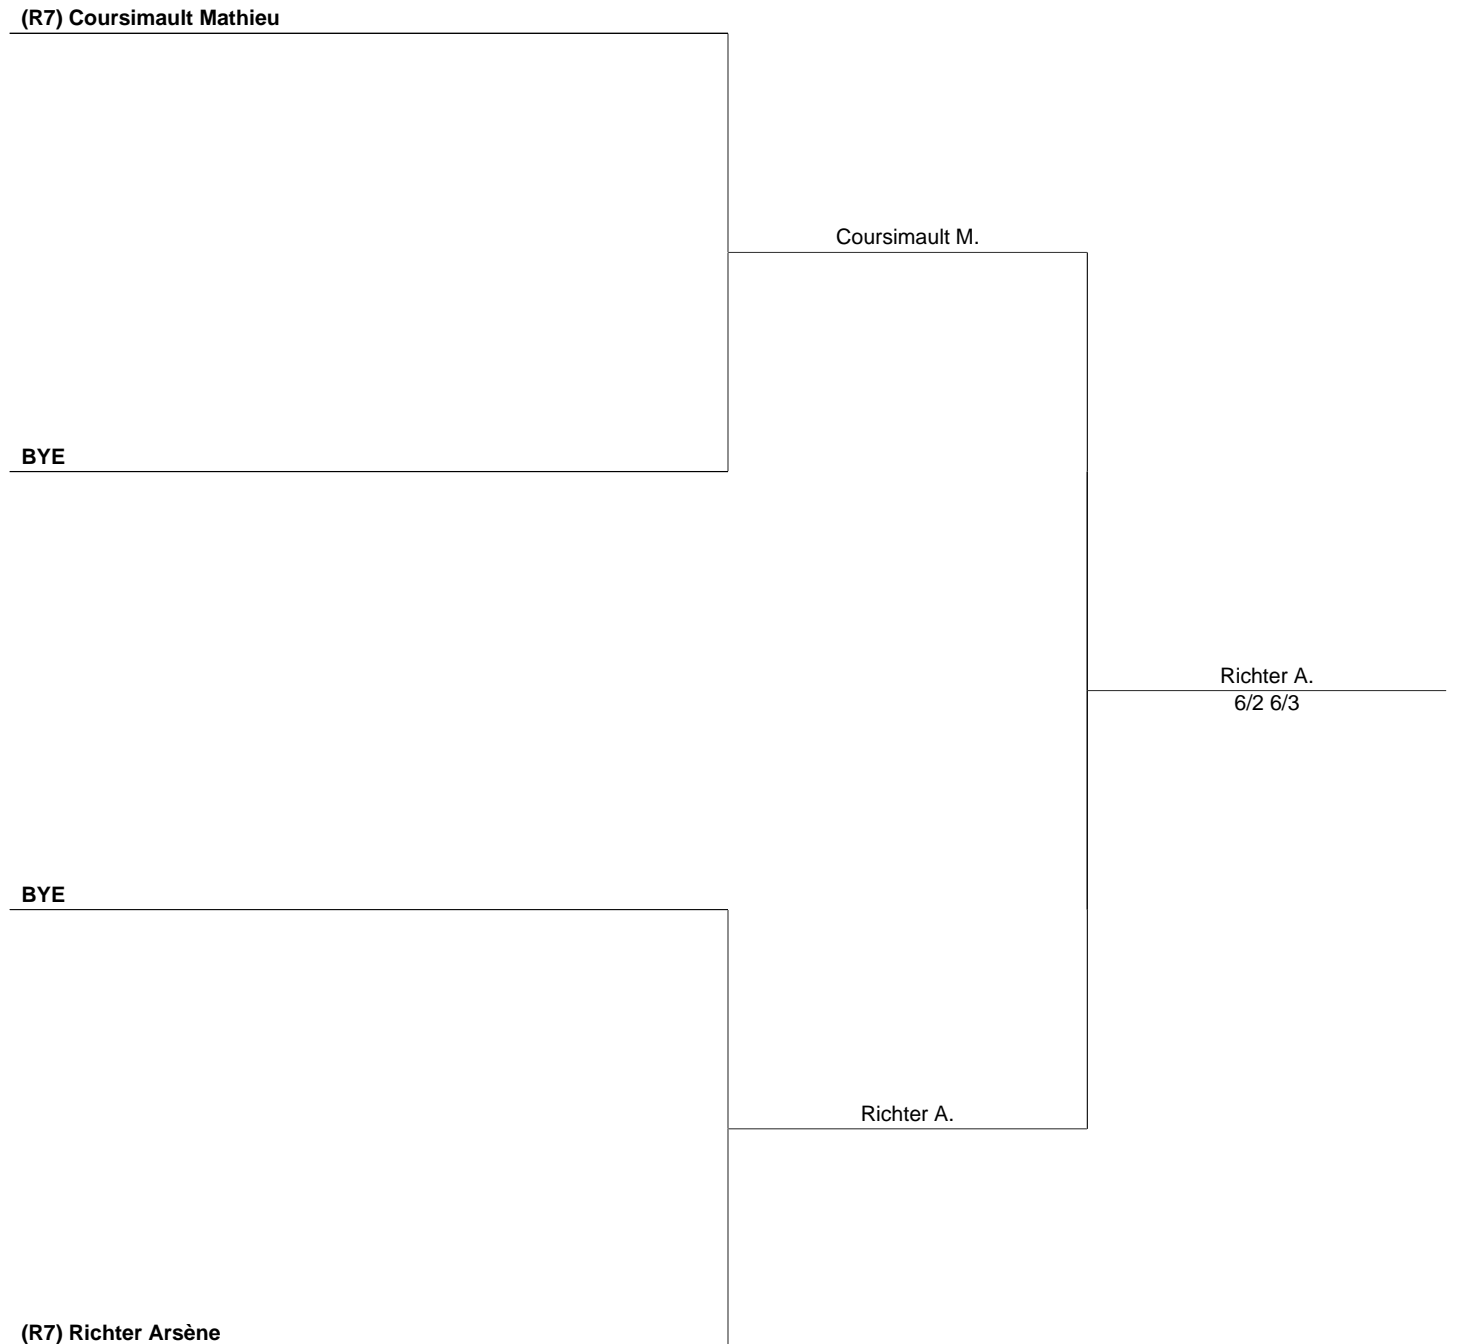 (R7) Coursimault Mathieu
Coursimault M.
BYE
Richter A.
6/2 6/3
BYE
Richter A.
(R7) Richter Arsène